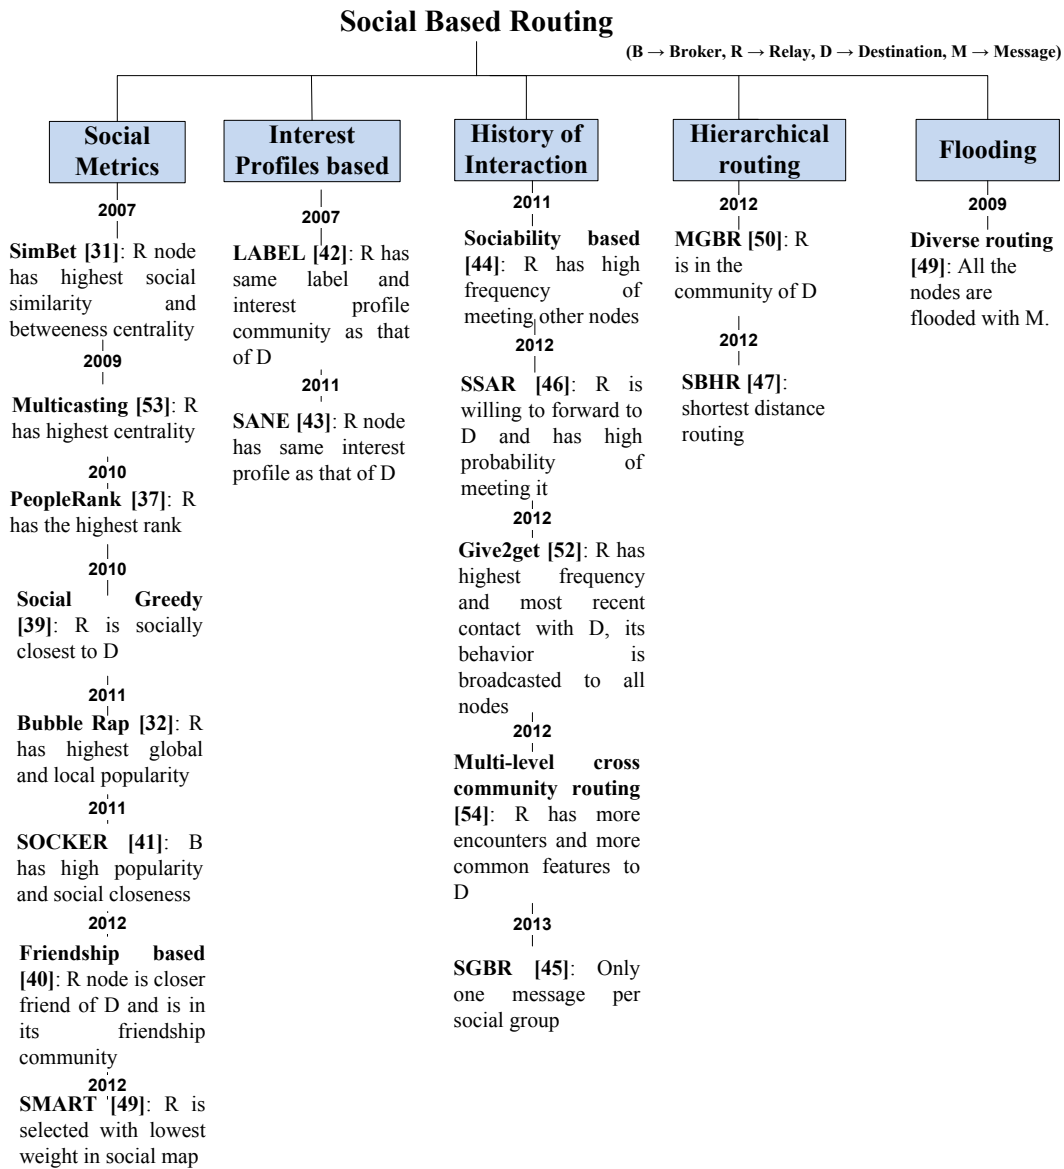 Social Based Routing
(B → Broker, R → Relay, D → Destination, M → Message)
Social
Metrics
2007
SimBet [31]: R node
has highest social
similarity and
betweeness centrality
2009
Multicasting [53]: R
has highest centrality
2010
PeopleRank [37]: R
has the highest rank
2010
Social Greedy
[39]: R is socially
closest to D
2011
Bubble Rap [32]: R
has highest global
and local popularity
2011
SOCKER [41]: B
has high popularity
and social closeness
2012
Friendship based
[40]: R node is closer
friend of D and is in
its friendship
community
2012
SMART [49]: R is
selected with lowest
weight in social map
Interest
Profiles based
2007
LABEL [42]: R has
same label and
interest profile
community as that
of D
2011
SANE [43]: R node
has same interest
profile as that of D
History of
Interaction
2011
Sociability based
[44]: R has high
frequency of
meeting other nodes
2012
SSAR [46]: R is
willing to forward to
D and has high
probability of
meeting it
2012
Give2get [52]: R has
highest frequency
and most recent
contact with D, its
behavior is
broadcasted to all
nodes
2012
Multi-level cross
community routing
[54]: R has more
encounters and more
common features to
D
2013
SGBR [45]: Only
one message per
social group
Hierarchical
routing
2012
MGBR [50]: R
is in the
community of D
2012
SBHR [47]:
shortest distance
routing
Flooding
2009
Diverse routing
[49]: All the
nodes are
flooded with M.